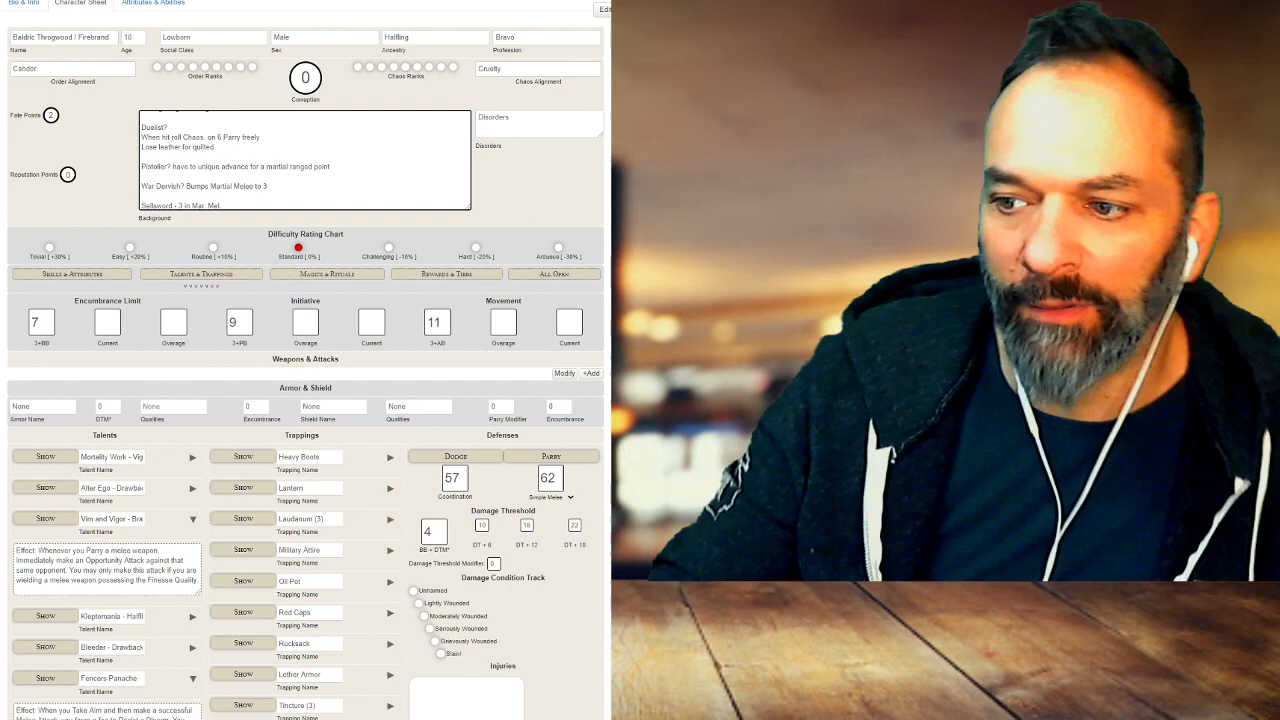 Bio & Info Character Sheet Attributes & Abilities
Edi
Baldric Throgwood / Firebrand 18 Lowborn Male Halfling Bravo
Name Age Social Class Sex Ancestry Profession
Candor 0 Cruelty
Order Alignment Order Ranks Corruption Chaos Ranks Chaos Alignment
Fate Points 2
Duelist?
When hit roll Chaos, on 6 Parry freely
Lose leather for quilted
Pistolier? have to unique advance for a martial ranged point
War Dervish? Bumps Martial Melee to 3
Sellsword - 3 in Mar. Mel.
Background
Disorders
Disorders
Reputation Points 0
Difficulty Rating Chart
Trivial [ +30% ] Easy [ +20% ] Routine [ +10% ] Standard [ 0% ] Challenging [ -10% ] Hard [ -20% ] Arduous [ -30% ]
Skills & Attributes Talents & Trappings Magicks & Rituals Rewards & Tiers All Open
v v v v v v v
Encumbrance Limit Initiative Movement
7 9 11
3+BB Current Overage 3+PB Overage Current 3+AB Overage Current
Weapons & Attacks
Modify +Add
Armor & Shield
None 0 None 0 None None 0 0
Armor Name DTM* Qualities Encumbrance Shield Name Qualities Parry Modifier Encumbrance
Talents Trappings Defenses
Show Mortality Work - Vig
Talent Name
Show Alter Ego - Drawba
Talent Name
Show Vim and Vigor - Bra
Talent Name
Effect: Whenever you Parry a melee weapon,
immediately make an Opportunity Attack against that
same opponent. You may only make this attack if you are
wielding a melee weapon possessing the Finesse Quality
Show Kleptomania - Halfli
Talent Name
Show Bleeder - Drawback
Talent Name
Show Fencers Panache
Talent Name
Effect: When you Take Aim and then make a successful
Show Heavy Boots
Trapping Name
Show Lantern
Trapping Name
Show Laudanum (3)
Trapping Name
Show Military Attire
Trapping Name
Show Oil Pot
Trapping Name
Show Red Caps
Trapping Name
Show Rucksack
Trapping Name
Show Lether Armor
Trapping Name
Show Tincture (3)
Trapping Name
Dodge Parry
57 62
Coordination Simple Melee
Damage Threshold
4 10 16 22
BB + DTM* DT + 6 DT + 12 DT + 18
Damage Threshold Modifier: 0
Damage Condition Track
Unharmed
Lightly Wounded
Moderately Wounded
Seriously Wounded
Grievously Wounded
Slain!
Injuries